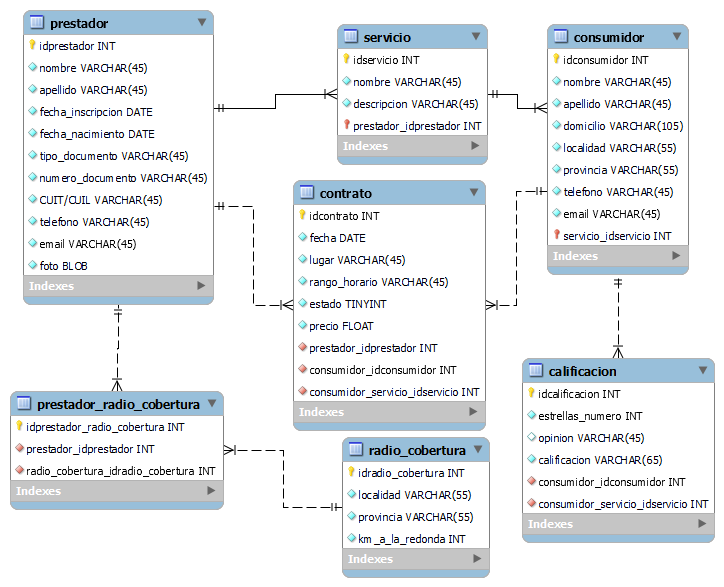 prestador
idprestador INT
nombre VARCHAR(45)
apellido VARCHAR(45)
fecha_inscripcion DATE
fecha_nacimiento DATE
tipo_documento VARCHAR(45)
numero_documento VARCHAR(45)
CUIT/CUIL VARCHAR(45)
telefono VARCHAR(45)
email VARCHAR(45)
foto BLOB
Indexes
servicio
idservicio INT
nombre VARCHAR(45)
descripcion VARCHAR(45)
prestador_idprestador INT
Indexes
consumidor
idconsumidor INT
nombre VARCHAR(45)
apellido VARCHAR(45)
domicilio VARCHAR(105)
localidad VARCHAR(55)
provincia VARCHAR(55)
telefono VARCHAR(45)
email VARCHAR(45)
servicio_idservicio INT
Indexes
contrato
idcontrato INT
fecha DATE
lugar VARCHAR(45)
rango_horario VARCHAR(45)
estado TINYINT
precio FLOAT
prestador_idprestador INT
consumidor_idconsumidor INT
consumidor_servicio_idservicio INT
Indexes
prestador_radio_cobertura
idprestador_radio_cobertura INT
prestador_idprestador INT
radio_cobertura_idradio_cobertura INT
Indexes
radio_cobertura
idradio_cobertura INT
localidad VARCHAR(55)
provincia VARCHAR(55)
km_a_la_redonda INT
Indexes
calificacion
idcalificacion INT
estrellas_numero INT
opinion VARCHAR(45)
calificacion VARCHAR(65)
consumidor_idconsumidor INT
consumidor_servicio_idservicio INT
Indexes